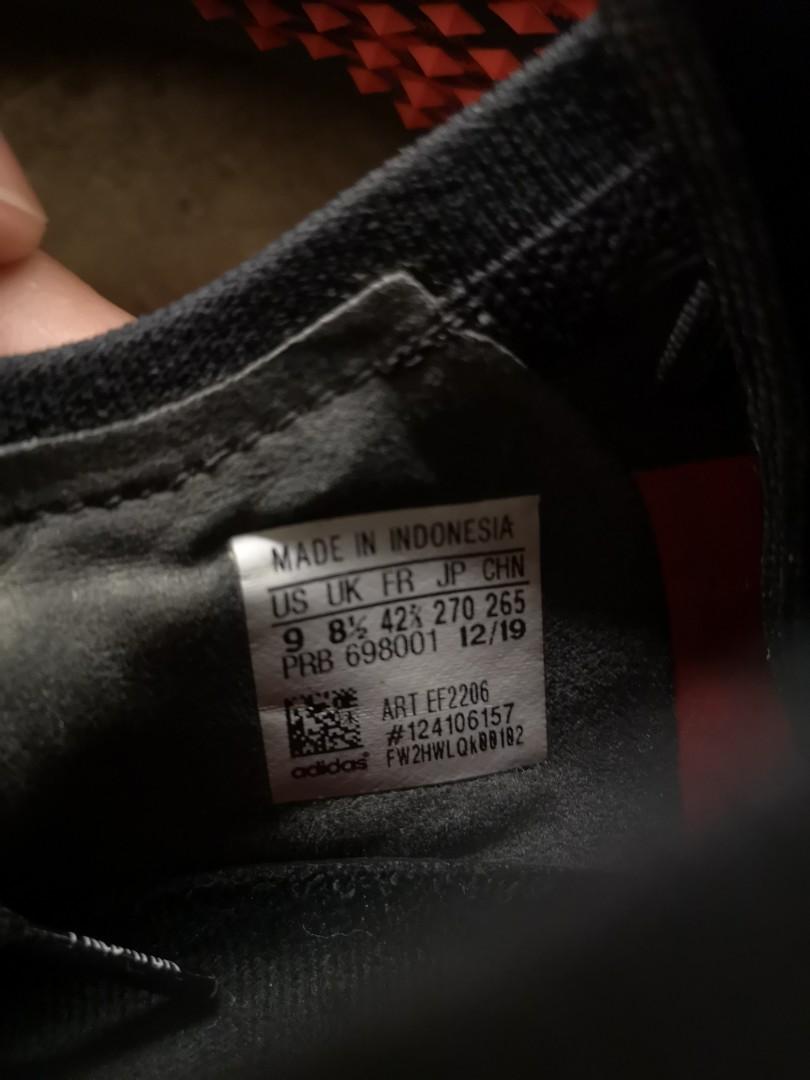 MADE IN INDONESIA
US UK FR JP CHN
9 8½ 42⅔ 270 265
PRB 698001 12/19
ART EF2206
#124106157
FW2HWLQk00102
adidas